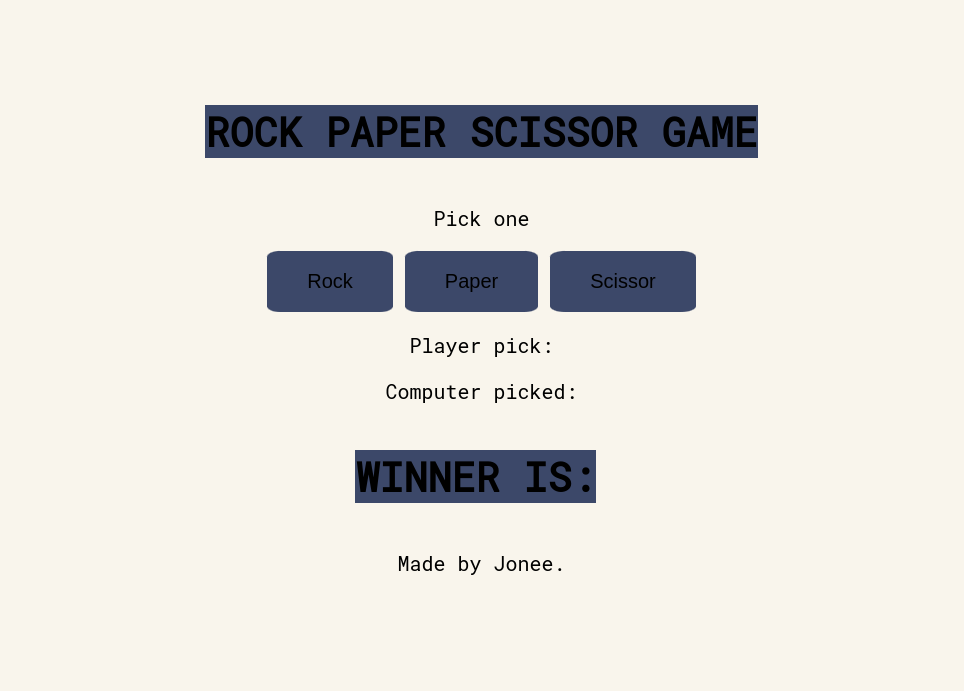 ROCK PAPER SCISSOR GAME
Pick one
Rock Paper Scissor
Player pick:
Computer picked:
WINNER IS:
Made by Jonee.